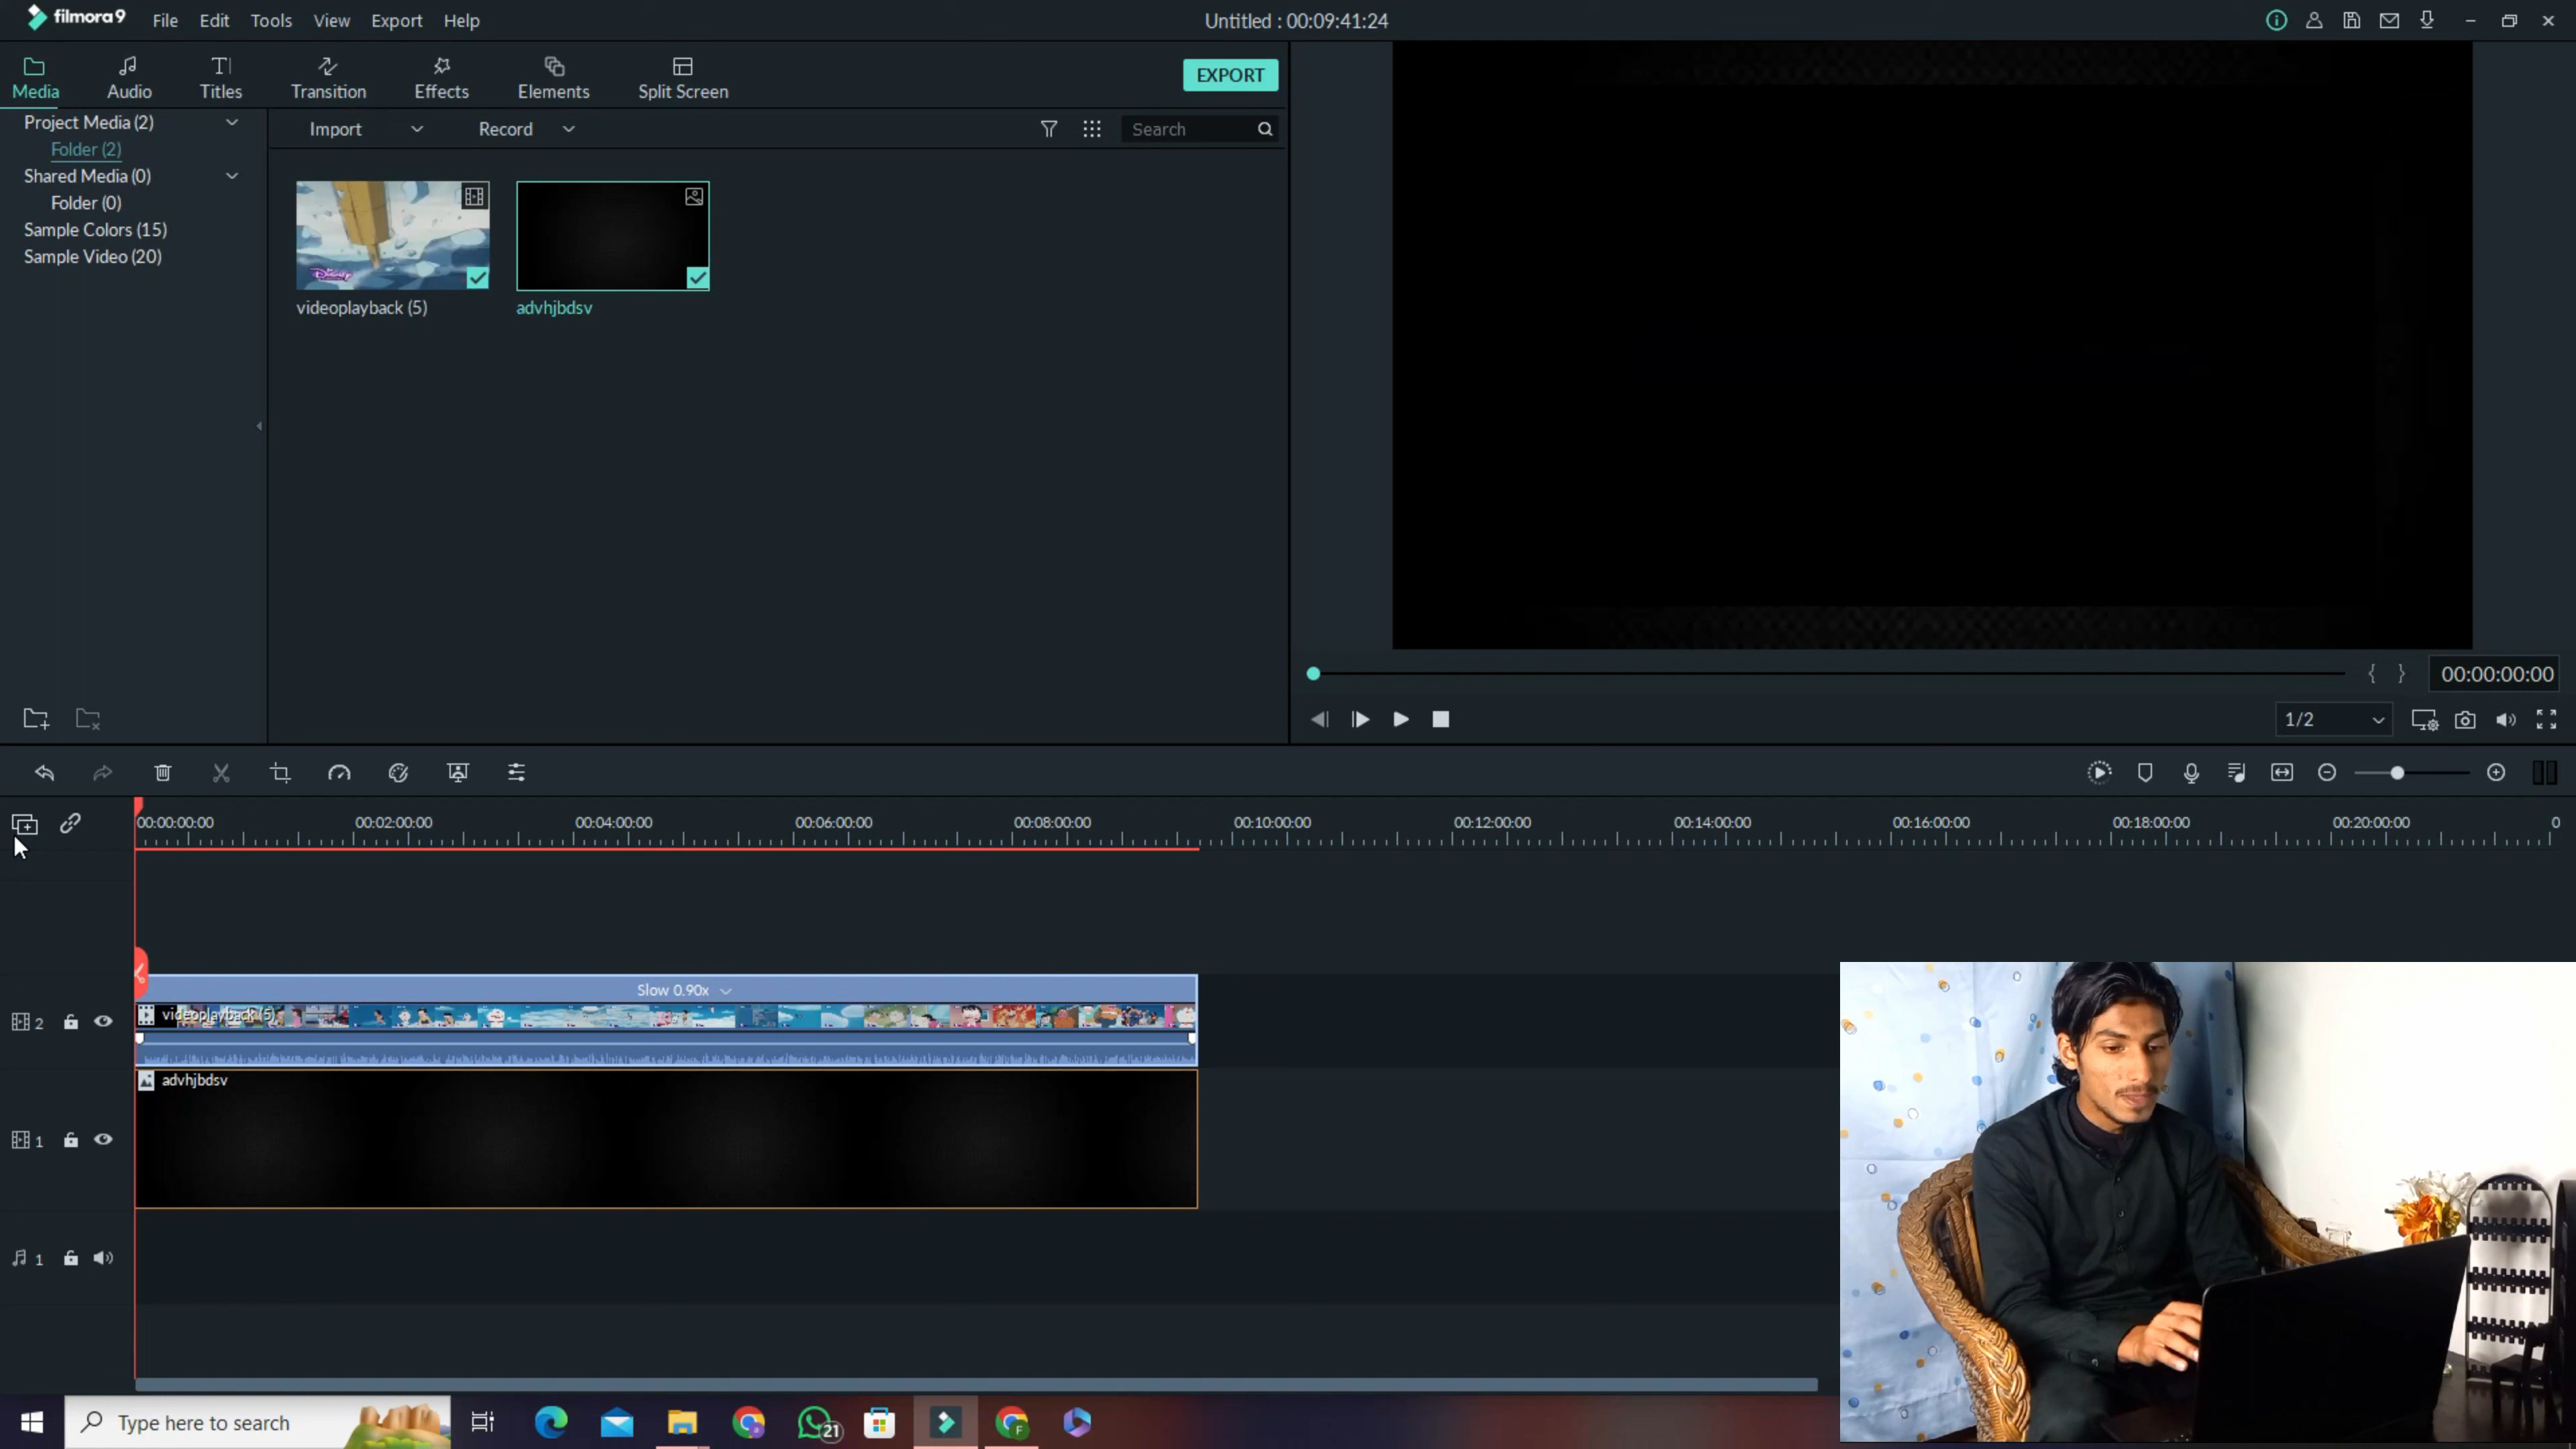 filmora9 File Edit Tools View Export Help Untitled : 00:09:41:24
Media Audio Titles Transition Effects Elements Split Screen EXPORT
Project Media (2) Import Record Search
Folder (2)
Shared Media (0)
Folder (0)
Sample Colors (15)
Sample Video (20)
Disney
videoplayback (5) advhjbdsv
00:00:00:00
1/2
00:00:00:00 00:02:00:00 00:04:00:00 00:06:00:00 00:08:00:00 00:10:00:00 00:12:00:00 00:14:00:00 00:16:00:00 00:18:00:00 00:20:00:00 0
Slow 0.90x
2 videoplayback (5)
advhjbdsv
1
1
Type here to search 21 F